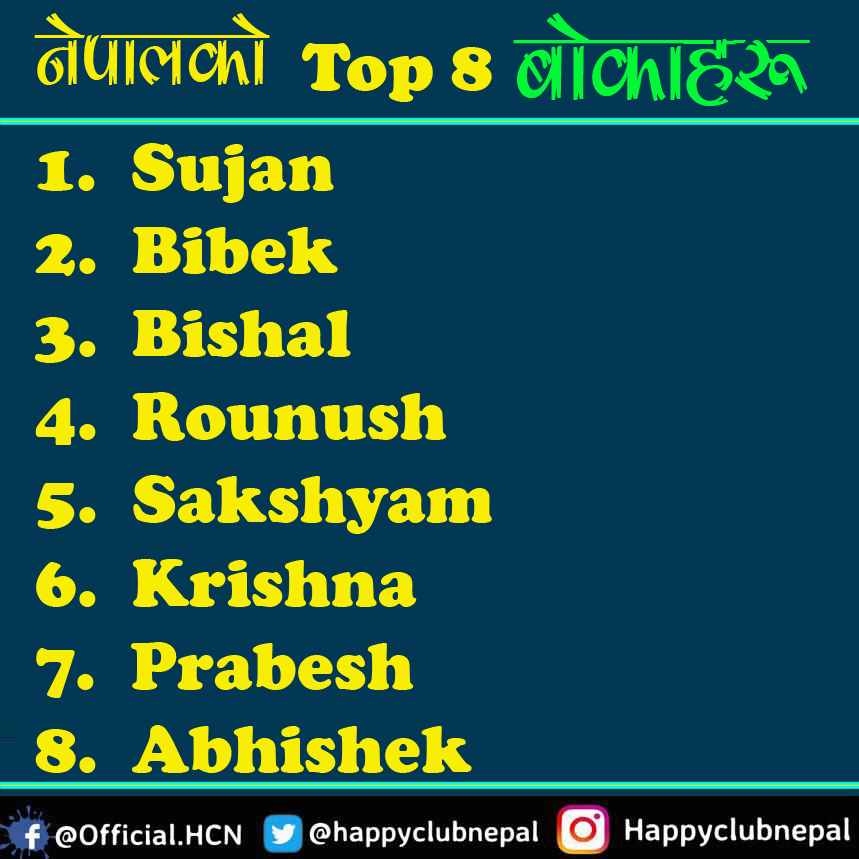 नेपालको Top 8 बोकाहरू
1. Sujan
2. Bibek
3. Bishal
4. Rounush
5. Sakshyam
6. Krishna
7. Prabesh
8. Abhishek
@Official.HCN @happyclubnepal Happyclubnepal